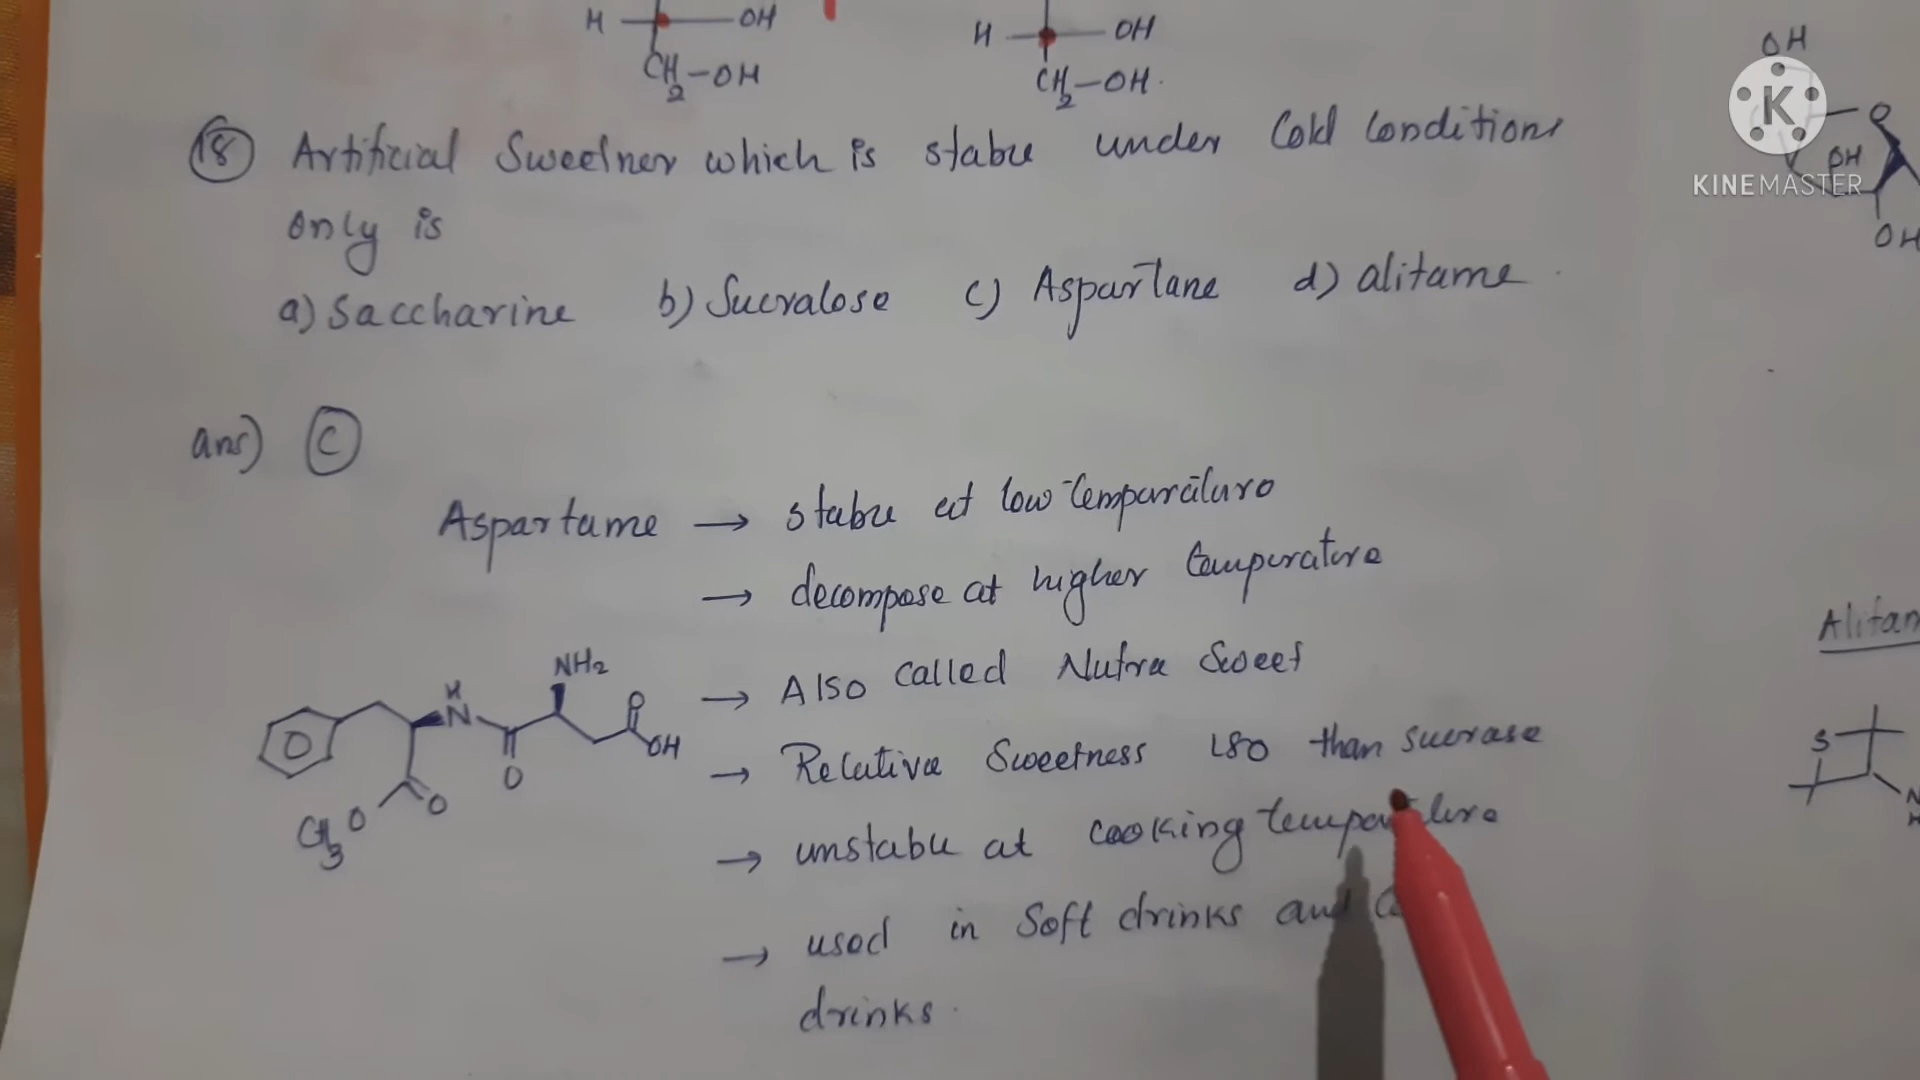 H OH H OH
CH2-OH CH2-OH.
OH
O
OH
OH
KINEMASTER
18 Artificial Sweetner which is stable under Cold Conditions
only is
a) Saccharine b) Sucralose c) Aspartane d) alitame
ans) C
Aspartame → stable at low temparature
→ decompose at higher temperature
→ Also called Nutra Sweet
→ Relative Sweetness 180 than sucrase
→ unstable at cooking temperature
→ used in Soft drinks and
drinks.
NH2
H
N
O
OH
O
O
CH3 O
Alitam
S
N
H